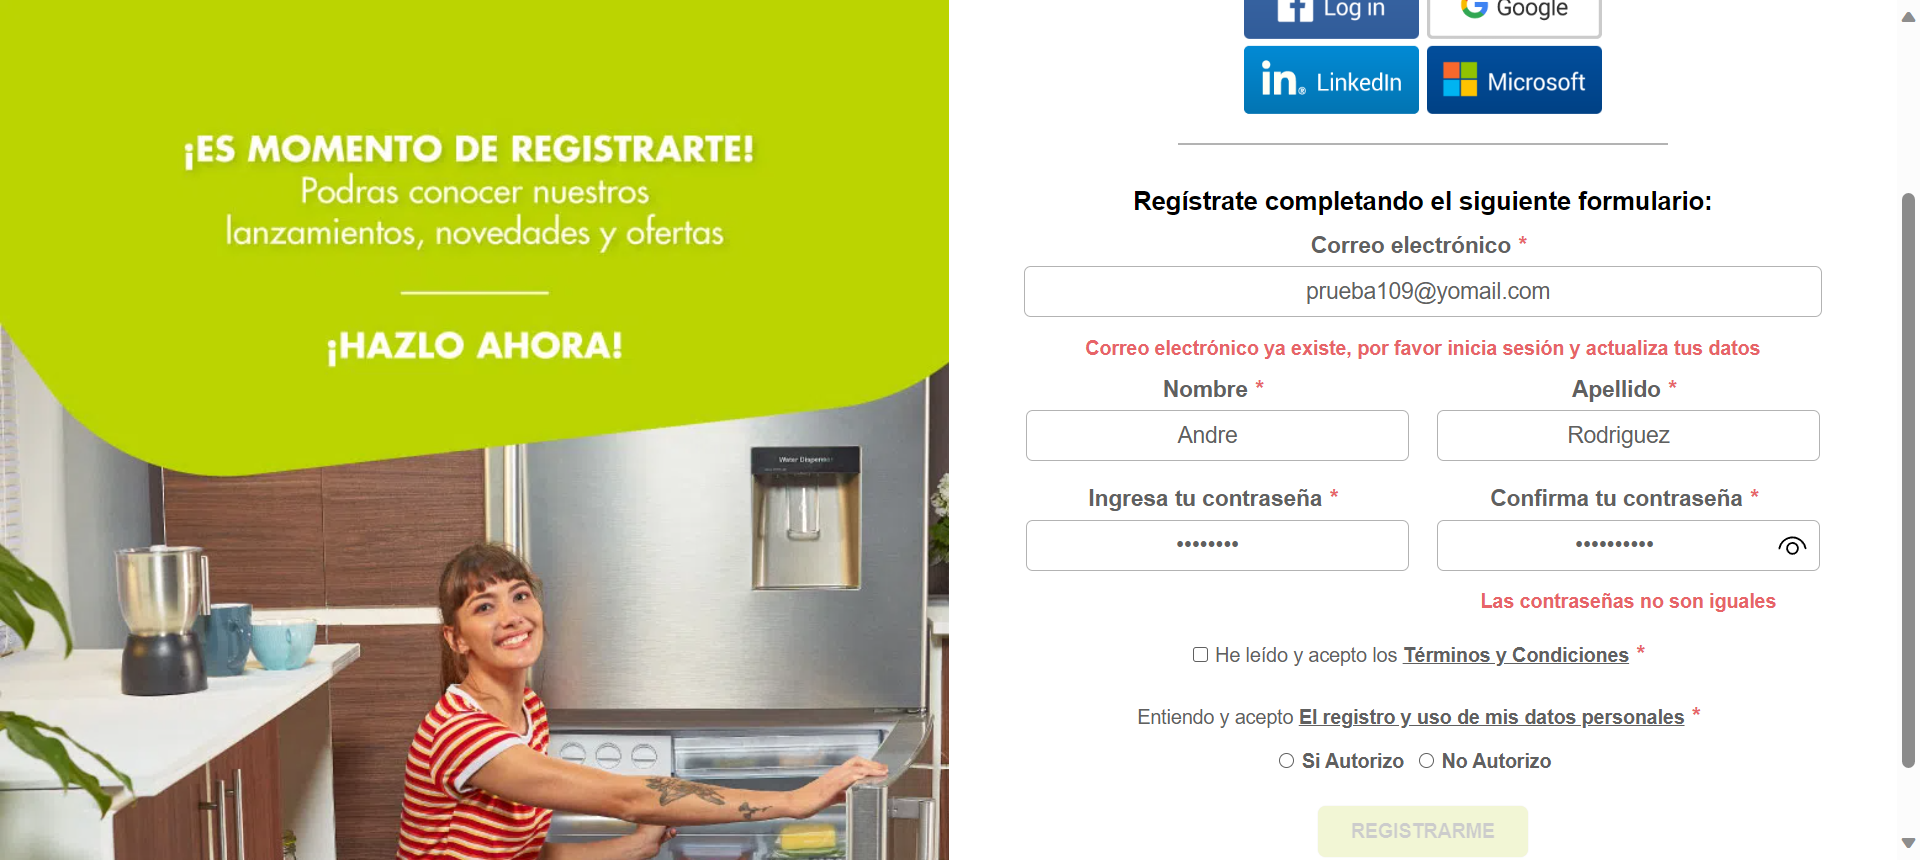 ¡ES MOMENTO DE REGISTRARTE!
Podras conocer nuestros
lanzamientos, novedades y ofertas
¡HAZLO AHORA!
Water Dispenser
Log in
Google
LinkedIn
Microsoft
Regístrate completando el siguiente formulario:
Correo electrónico *
prueba109@yomail.com
Correo electrónico ya existe, por favor inicia sesión y actualiza tus datos
Nombre *
Apellido *
Andre
Rodriguez
Ingresa tu contraseña *
Confirma tu contraseña *
••••••••
••••••••••
Las contraseñas no son iguales
He leído y acepto los Términos y Condiciones *
Entiendo y acepto El registro y uso de mis datos personales *
Si Autorizo
No Autorizo
REGISTRARME